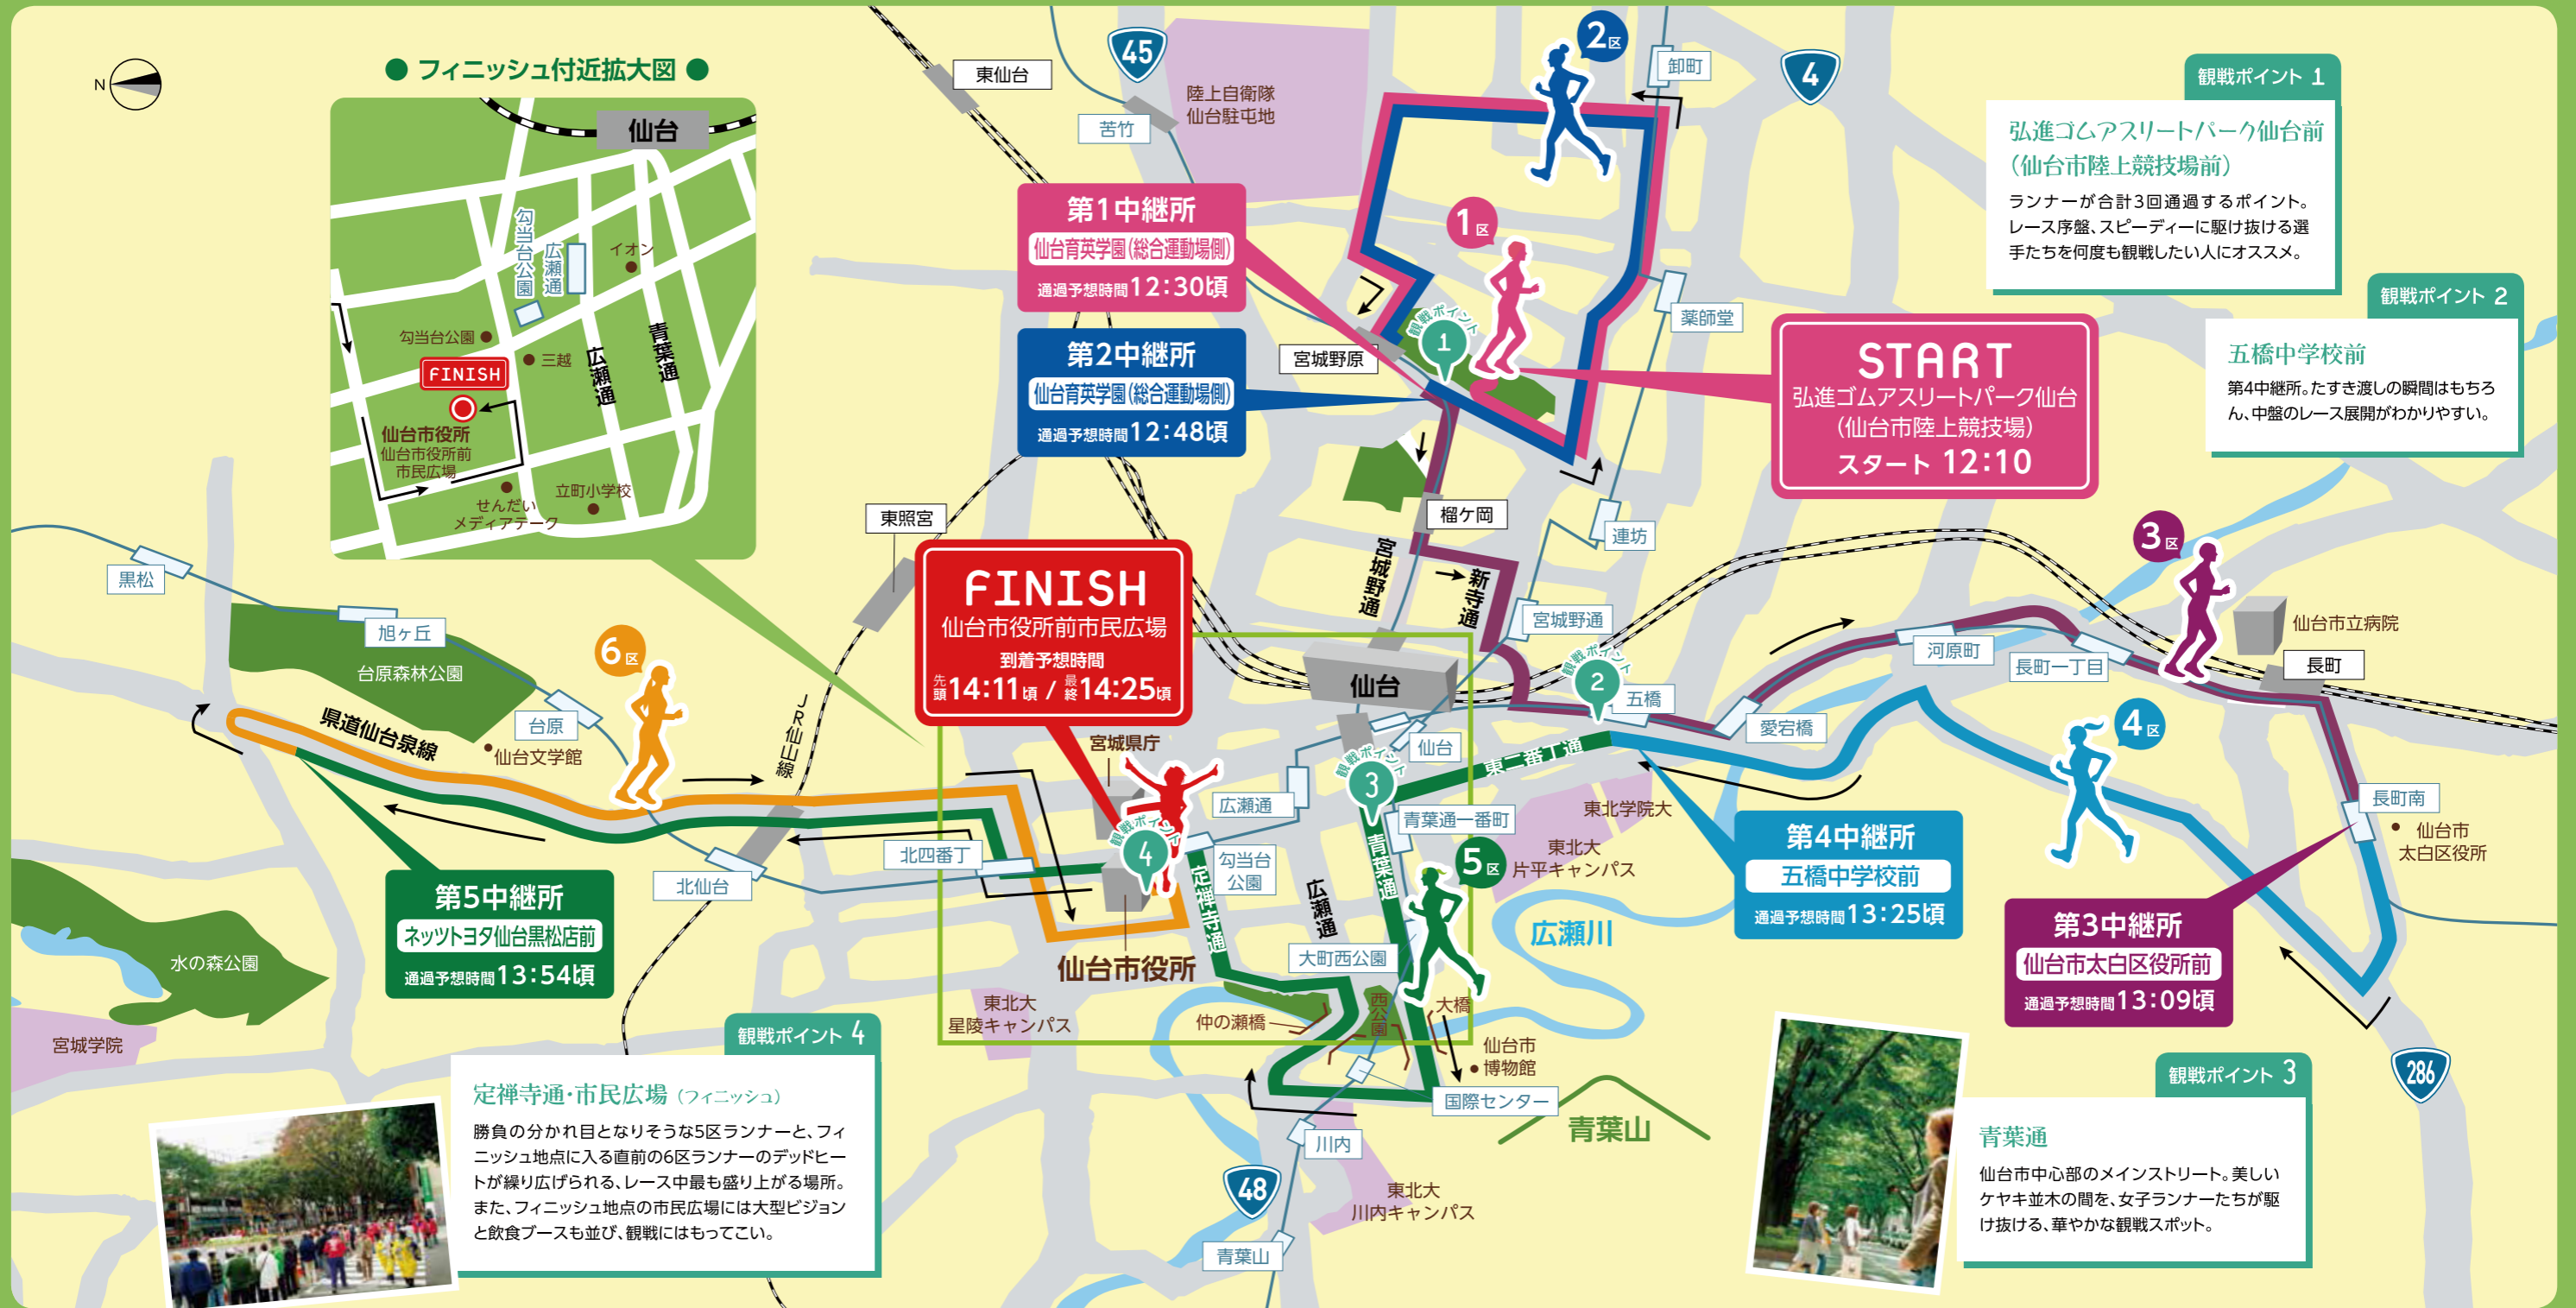 N
● フィニッシュ付近拡大図 ●
仙台
勾当台公園
広瀬通
イオン
青葉通
広瀬通
勾当台公園
三越
FINISH
仙台市役所
仙台市役所前
市民広場
せんだい
メディアテーク
立町小学校
45
東仙台
苦竹
陸上自衛隊
仙台駐屯地
2区
卸町
4
1区
第1中継所
仙台育英学園(総合運動場側)
通過予想時間12:30頃
第2中継所
仙台育英学園(総合運動場側)
通過予想時間12:48頃
観戦ポイント
1
宮城野原
薬師堂
START
弘進ゴムアスリートパーク仙台
(仙台市陸上競技場)
スタート 12:10
観戦ポイント 1
弘進ゴムアスリートパーク仙台前
(仙台市陸上競技場前)
ランナーが合計3回通過するポイント。
レース序盤、スピーディーに駆け抜ける選
手たちを何度も観戦したい人にオススメ。
観戦ポイント 2
五橋中学校前
第4中継所。たすき渡しの瞬間はもちろ
ん、中盤のレース展開がわかりやすい。
榴ケ岡
連坊
宮城野通
新寺通
宮城野通
東照宮
FINISH
仙台市役所前市民広場
到着予想時間
先頭14:11頃 / 最終14:25頃
黒松
旭ヶ丘
台原森林公園
6区
台原
県道仙台泉線
仙台文学館
JR仙山線
仙台
観戦ポイント
2
五橋
愛宕橋
河原町
長町一丁目
3区
仙台市立病院
長町
4区
長町南
仙台市
太白区役所
宮城県庁
観戦ポイント
4
広瀬通
仙台
観戦ポイント
3
東二番丁通
青葉通一番町
東北学院大
東北大
片平キャンパス
5区
青葉通
第4中継所
五橋中学校前
通過予想時間13:25頃
第3中継所
仙台市太白区役所前
通過予想時間13:09頃
第5中継所
ネッツトヨタ仙台黒松店前
通過予想時間13:54頃
北仙台
北四番丁
勾当台
公園
定禅寺通
広瀬通
仙台市役所
大町西公園
広瀬川
水の森公園
宮城学院
東北大
星陵キャンパス
仲の瀬橋
西公園
大橋
仙台市
博物館
国際センター
青葉山
川内
48
東北大
川内キャンパス
青葉山
286
観戦ポイント 4
定禅寺通・市民広場(フィニッシュ)
勝負の分かれ目となりそうな5区ランナーと、フィ
ニッシュ地点に入る直前の6区ランナーのデッドヒー
トが繰り広げられる、レース中最も盛り上がる場所。
また、フィニッシュ地点の市民広場には大型ビジョン
と飲食ブースも並び、観戦にはもってこい。
観戦ポイント 3
青葉通
仙台市中心部のメインストリート。美しい
ケヤキ並木の間を、女子ランナーたちが駆
け抜ける、華やかな観戦スポット。